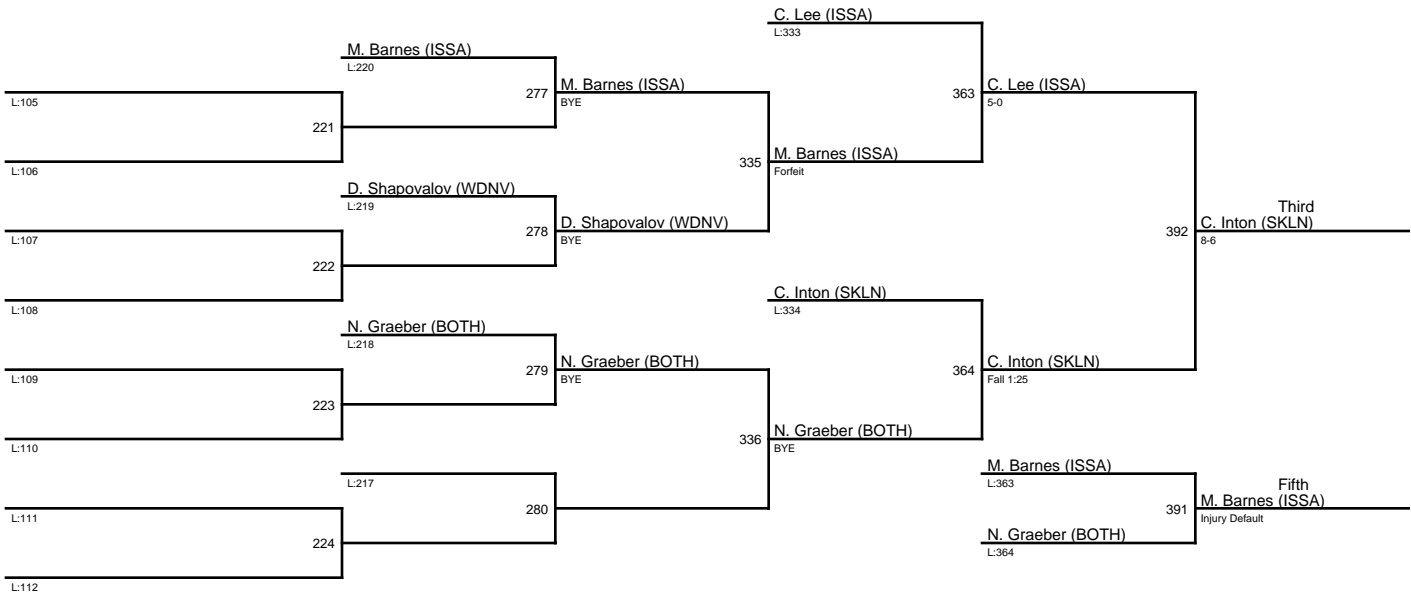 C. Lee (ISSA)
L:333
M. Barnes (ISSA)
L:220
277
M. Barnes (ISSA)
BYE
363
C. Lee (ISSA)
5-0
L:105
221
335
M. Barnes (ISSA)
Forfeit
L:106
D. Shapovalov (WDNV)
L:219
278
D. Shapovalov (WDNV)
BYE
392
Third
C. Inton (SKLN)
8-6
L:107
222
C. Inton (SKLN)
L:334
L:108
N. Graeber (BOTH)
L:218
279
N. Graeber (BOTH)
BYE
364
C. Inton (SKLN)
Fall 1:25
L:109
223
336
N. Graeber (BOTH)
BYE
L:110
L:217
M. Barnes (ISSA)
L:363
280
391
Fifth
M. Barnes (ISSA)
Injury Default
L:111
224
N. Graeber (BOTH)
L:364
L:112